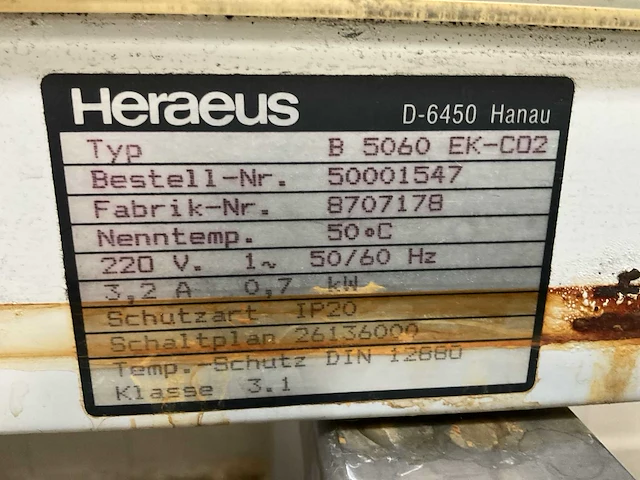 Heraeus D-6450 Hanau
Typ B 5060 EK-CO2
Bestell-Nr. 50001547
Fabrik-Nr. 8707178
Nenntemp. 50°C
220 V. 1~ 50/60 Hz
3,2 A 0,7 kW
Schutzart IP20
Schaltplan 26136000
Temp.-Schutz DIN 12880
Klasse 3.1